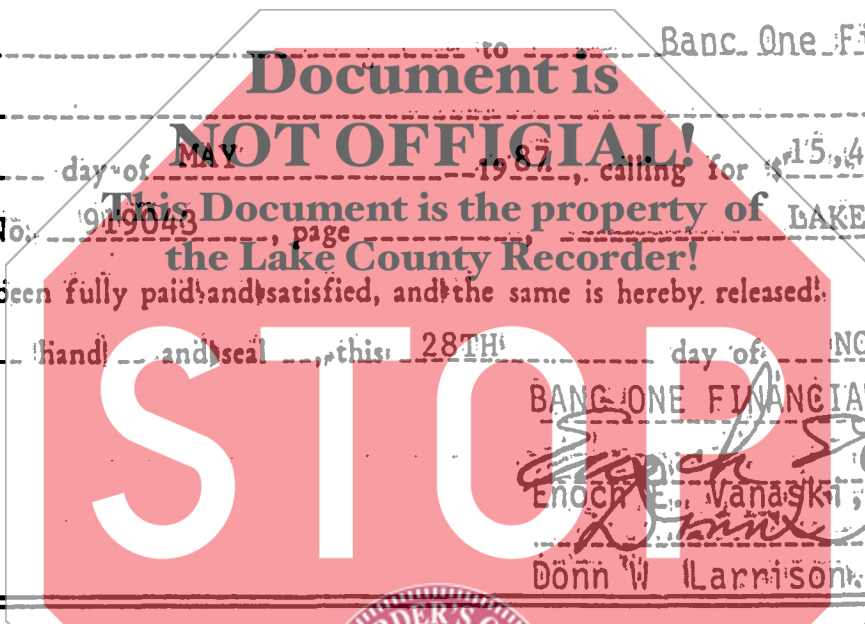 to Banc One Fi
Document is
NOT OFFICIAL!
day of MAY 1987, calling for $15,4
This Document is the property of
No. 919043, page , LAKE
the Lake County Recorder!
been fully paid and satisfied, and the same is hereby released.
hand and seal , this 28TH day of NO
STOP
BANC ONE FINANCIA
Enoch E. Vanaski,
Donn W Larrison